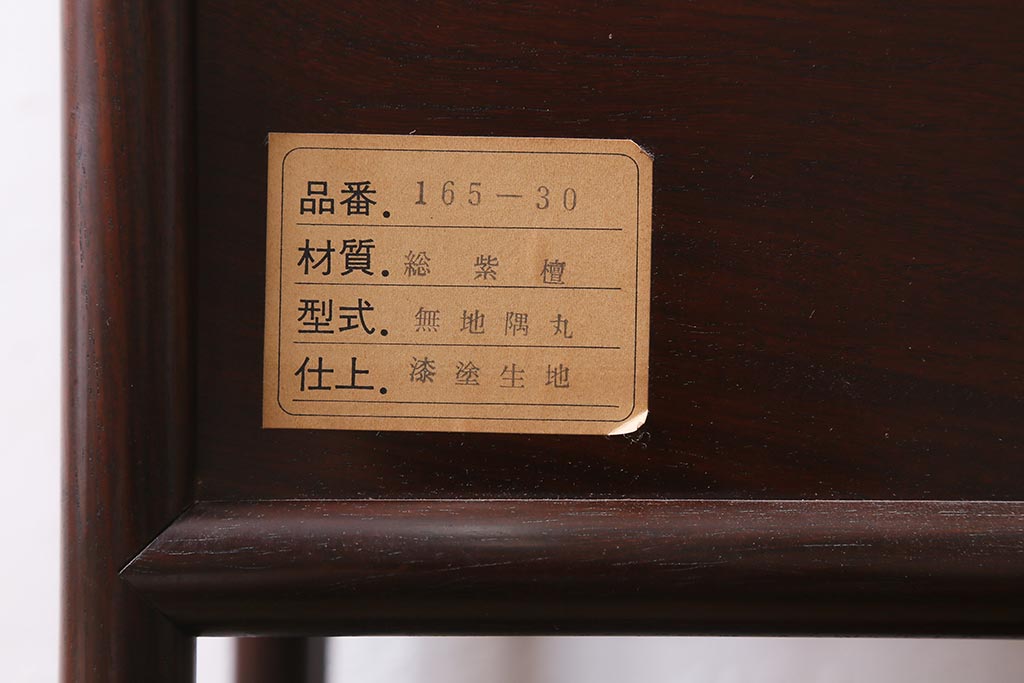 品番. 165-30
材質. 総紫檀
型式. 無地隅丸
仕上. 漆塗生地